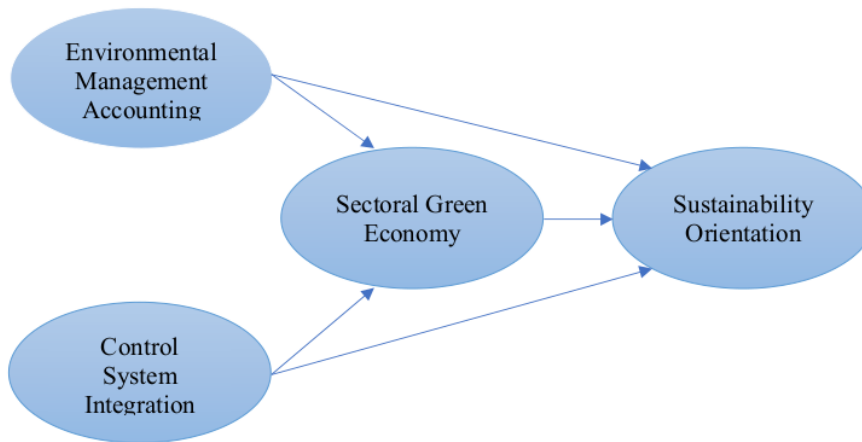 Environmental
Management
Accounting
Sectoral Green
Economy
Sustainability
Orientation
Control
System
Integration